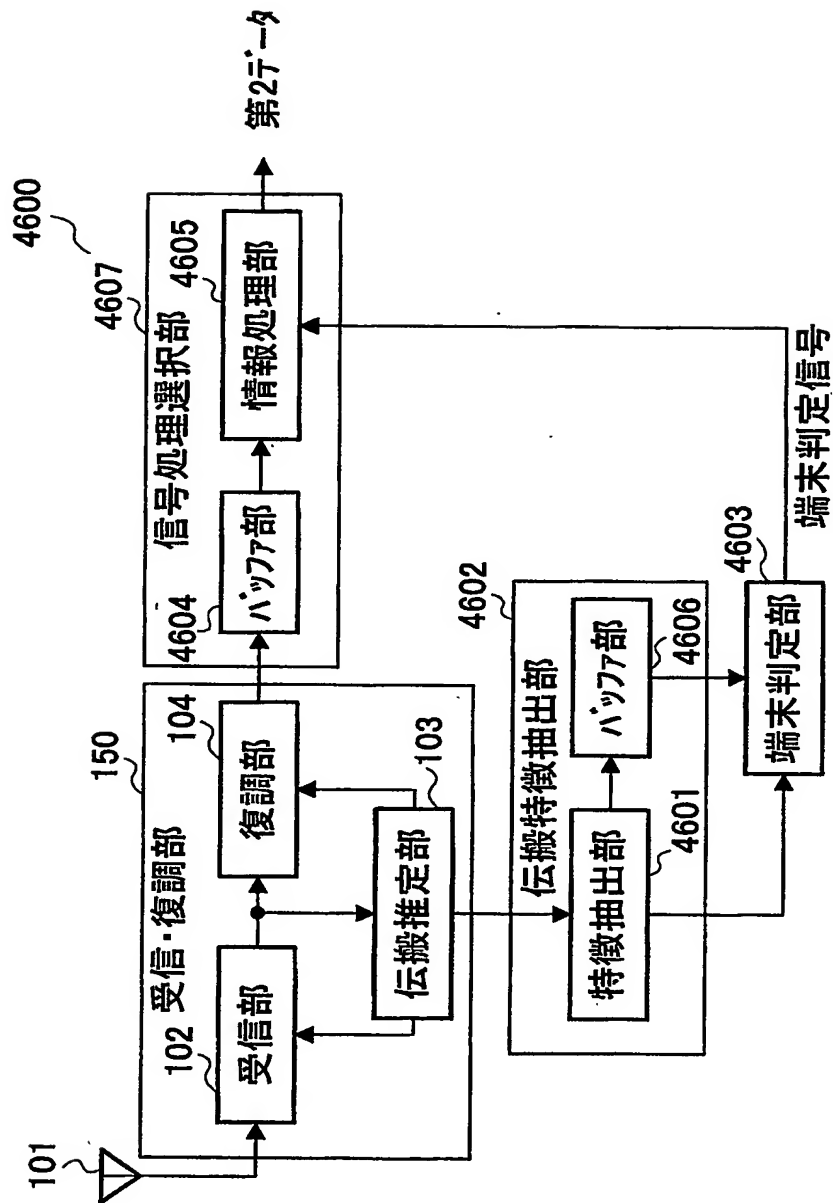 4600
4607
信号処理選択部
4604
バッファ部
4605
情報処理部
第2データ
101
150
受信・復調部
102
受信部
104
復調部
伝搬推定部
103
4602
伝搬特徴抽出部
特徴抽出部
4601
バッファ部
4606
4603
端末判定部
端末判定信号